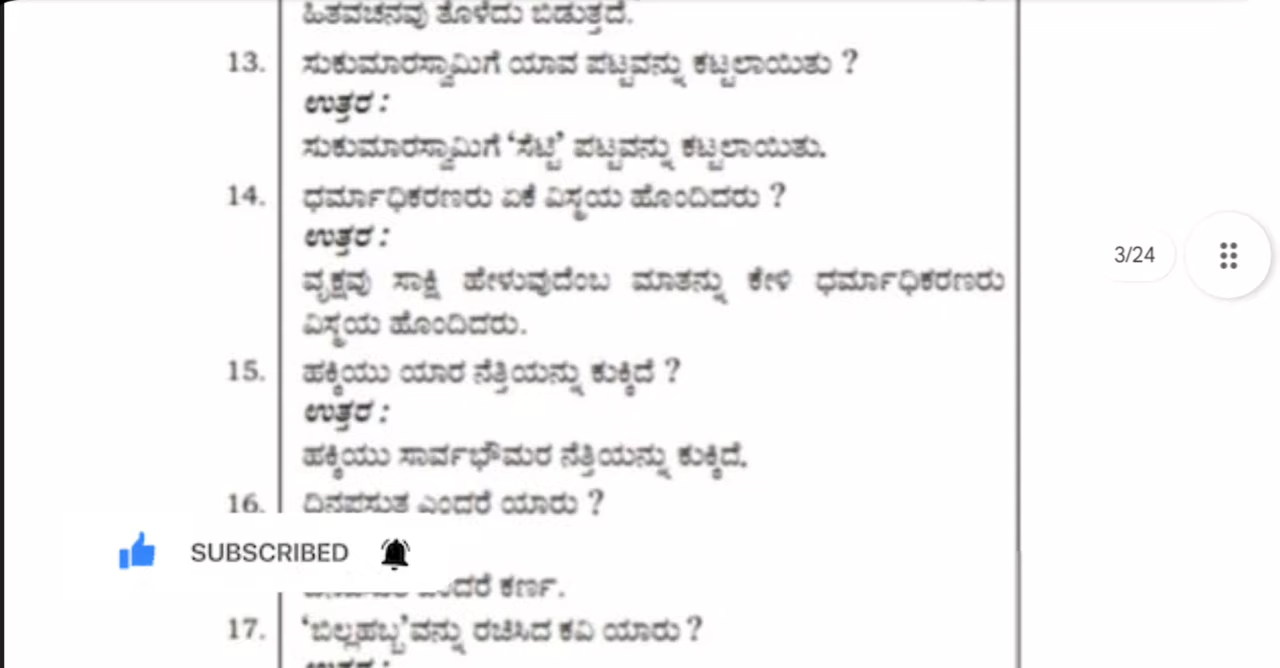 ಹಿತವಚನವು ತೊಳೆದು ಬಿಡುತ್ತದೆ.
13. ಸುಕುಮಾರಸ್ವಾಮಿಗೆ ಯಾವ ಪಟ್ಟವನ್ನು ಕಟ್ಟಲಾಯಿತು ?
ಉತ್ತರ :
ಸುಕುಮಾರಸ್ವಾಮಿಗೆ ‘ಸೆಟ್ಟಿ’ ಪಟ್ಟವನ್ನು ಕಟ್ಟಲಾಯಿತು.
14. ಧರ್ಮಾಧಿಕರಣರು ಏಕೆ ವಿಸ್ಮಯ ಹೊಂದಿದರು ?
ಉತ್ತರ :
ವೃಕ್ಷವು ಸಾಕ್ಷಿ ಹೇಳುವುದೆಂಬ ಮಾತನ್ನು ಕೇಳಿ ಧರ್ಮಾಧಿಕರಣರು
3/24
ವಿಸ್ಮಯ ಹೊಂದಿದರು.
15. ಹಕ್ಕಿಯು ಯಾರ ನೆತ್ತಿಯನ್ನು ಕುಕ್ಕಿದೆ ?
ಉತ್ತರ :
ಹಕ್ಕಿಯು ಸಾರ್ವಭೌಮರ ನೆತ್ತಿಯನ್ನು ಕುಕ್ಕಿದೆ.
16. ದಿನಪಸುತ ಎಂದರೆ ಯಾರು ?
SUBSCRIBED
ಕರ್ಣ.
17. ‘ಬಿಲ್ಲಹಬ್ಬ’ವನ್ನು ರಚಿಸಿದ ಕವಿ ಯಾರು ?